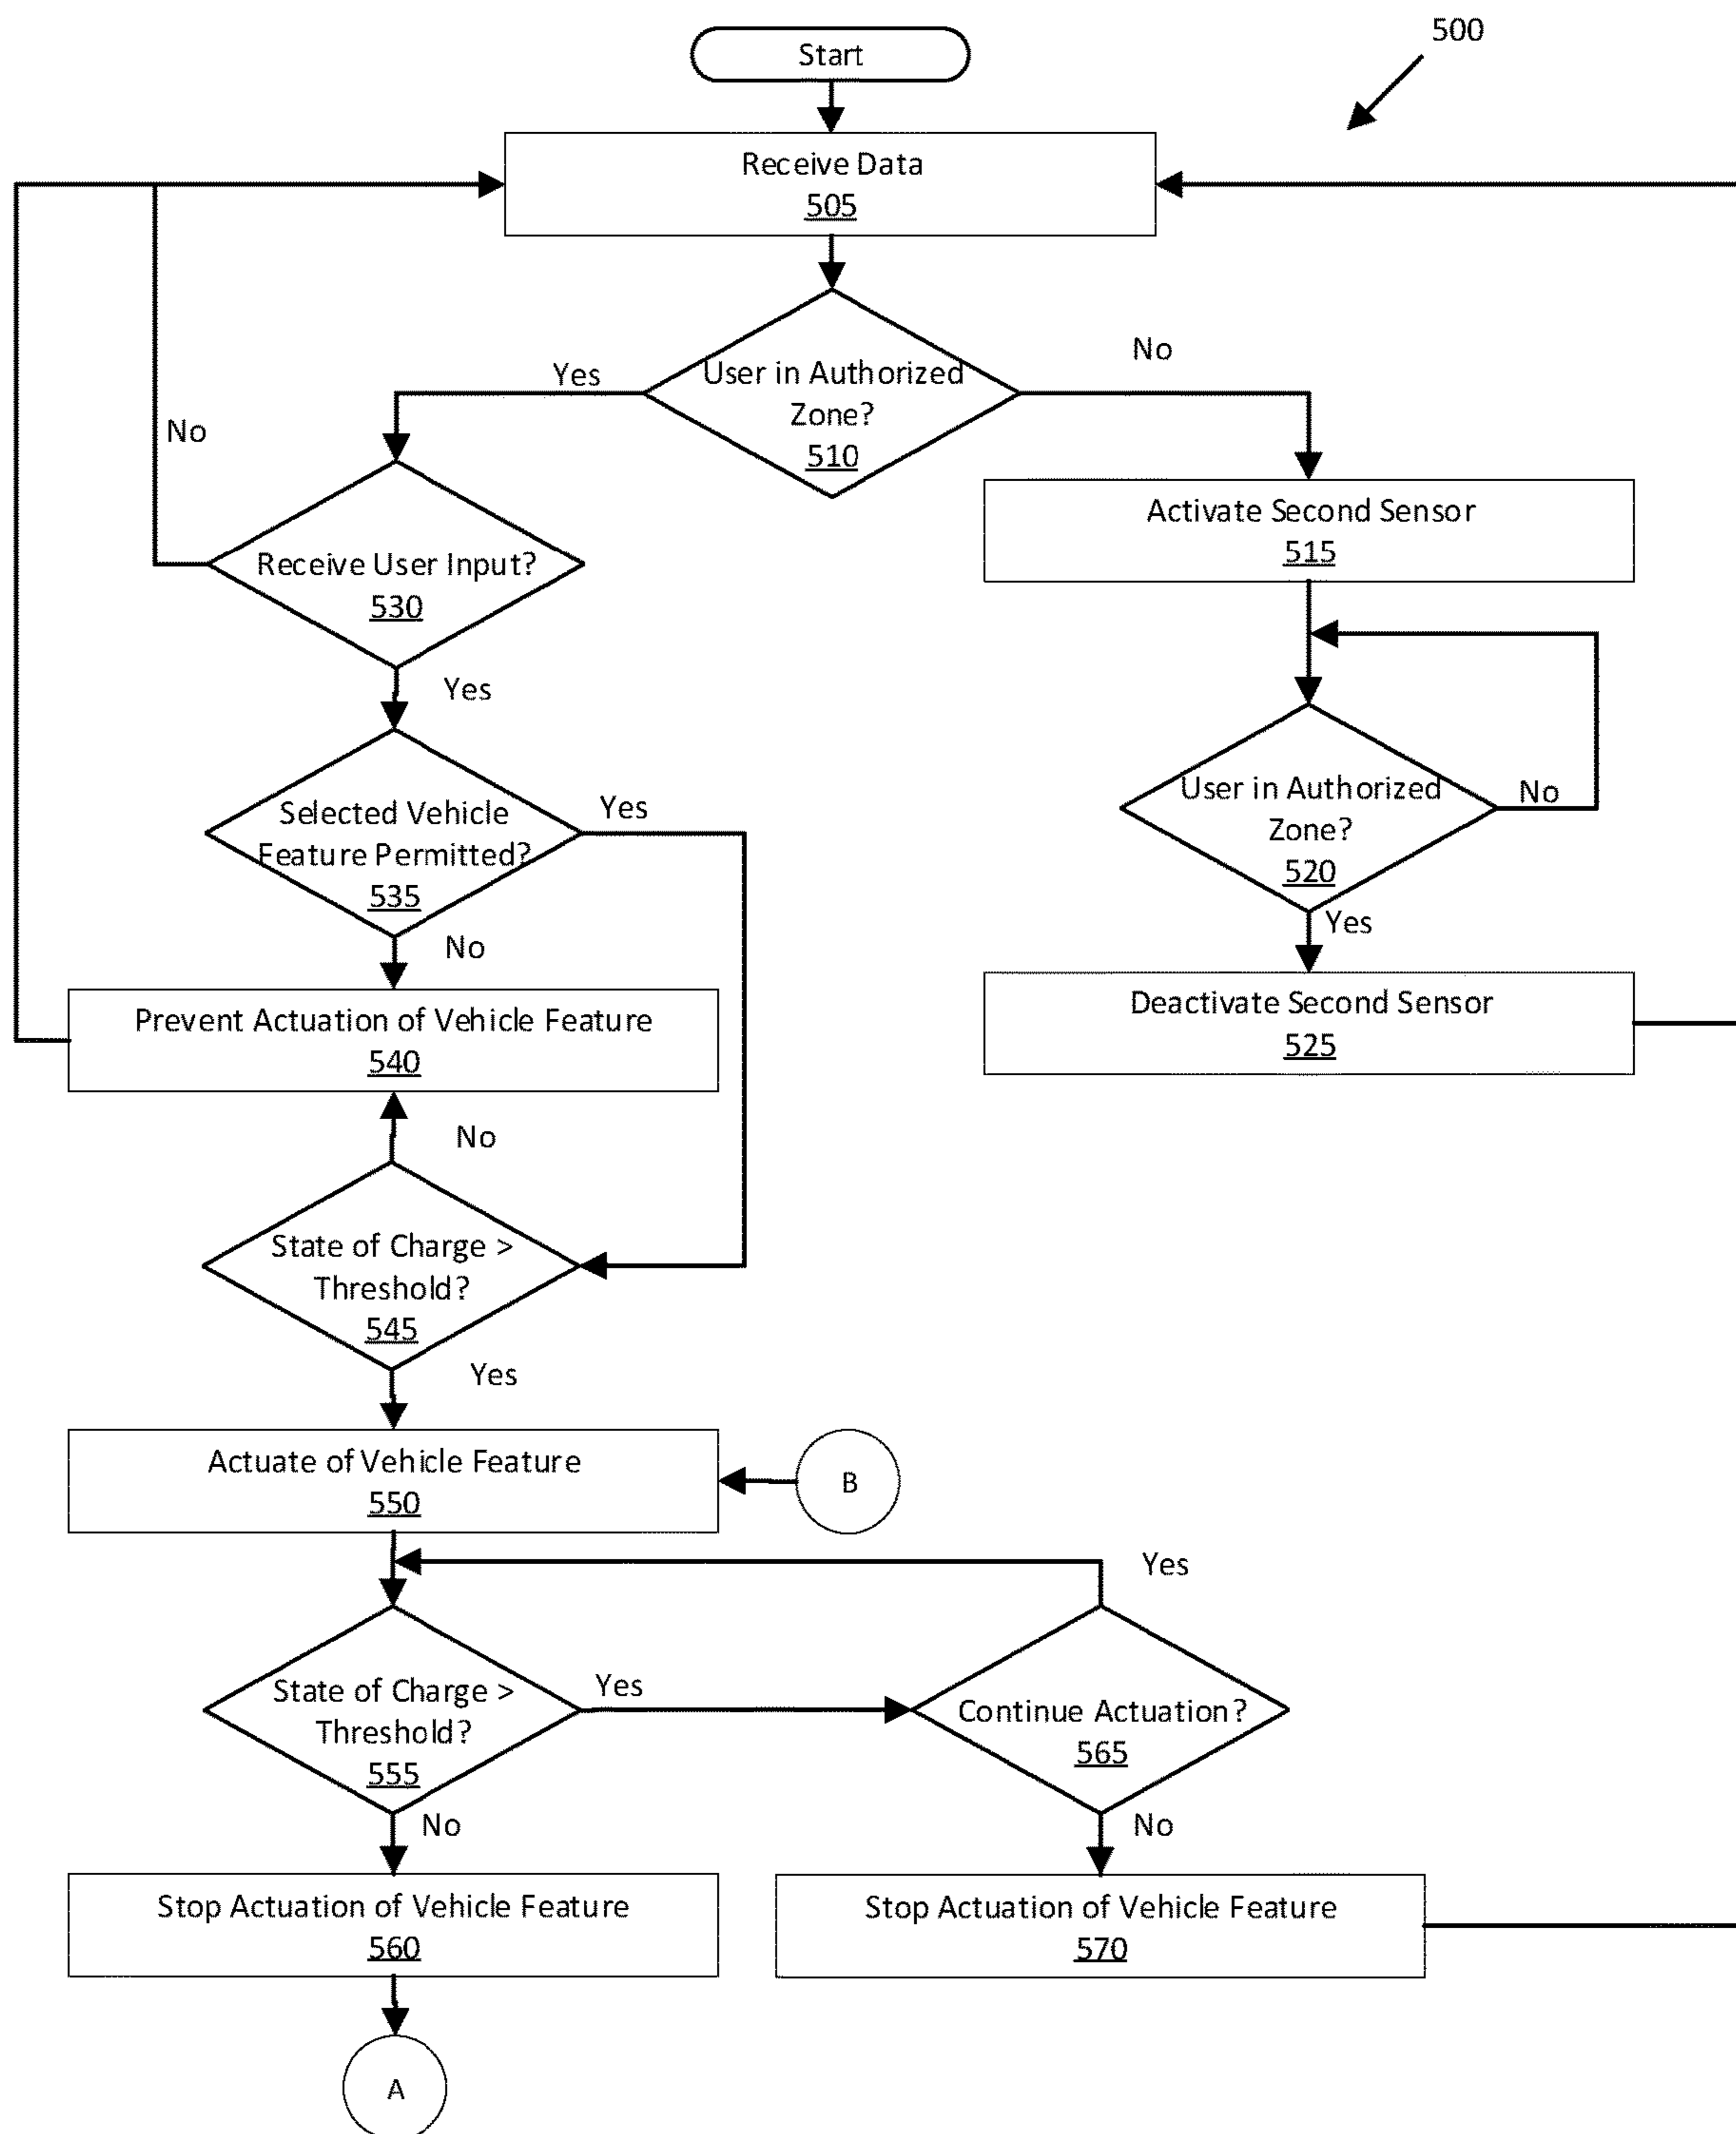 Start
500
Receive Data
505
User in Authorized
Zone?
510
Yes
No
No
Receive User Input?
530
Activate Second Sensor
515
Yes
Selected Vehicle
Feature Permitted?
535
Yes
User in Authorized
Zone?
520
No
Yes
No
Prevent Actuation of Vehicle Feature
540
Deactivate Second Sensor
525
No
State of Charge >
Threshold?
545
Yes
Actuate of Vehicle Feature
550
B
Yes
State of Charge >
Threshold?
555
Yes
Continue Actuation?
565
No
No
Stop Actuation of Vehicle Feature
560
Stop Actuation of Vehicle Feature
570
A